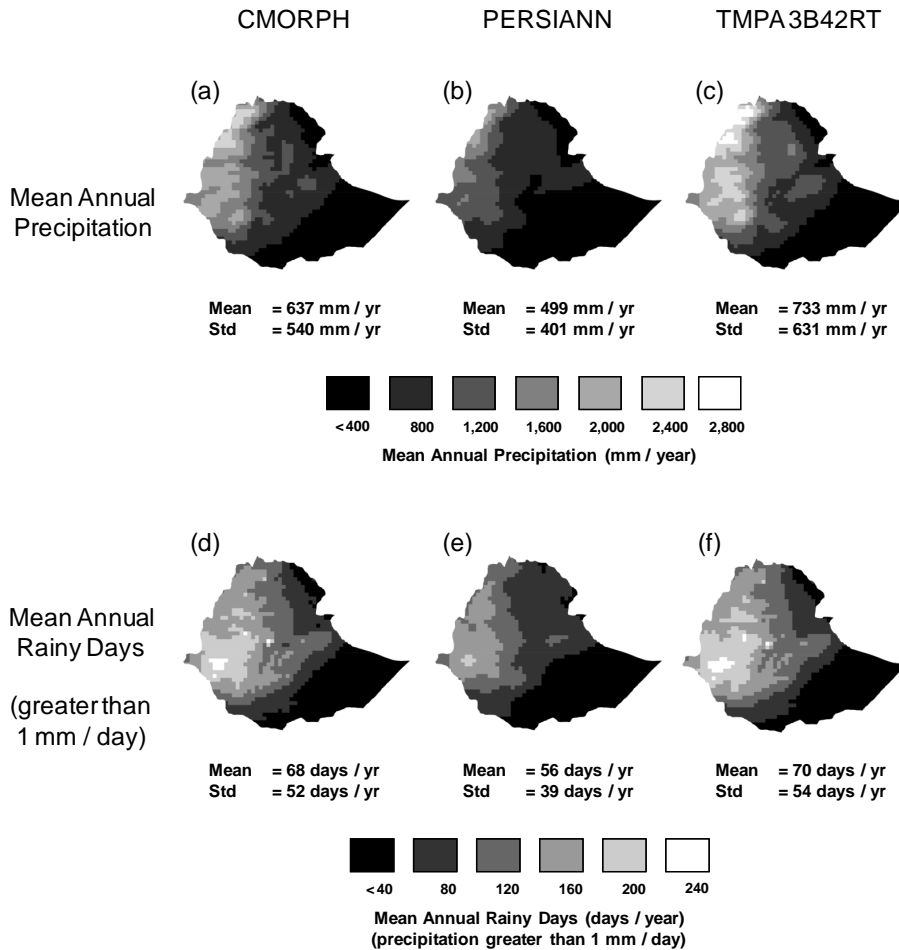 CMORPH PERSIANN TMPA 3B42RT
(a) (b) (c)
Mean Annual
Precipitation
Mean = 637 mm / yr Mean = 499 mm / yr Mean = 733 mm / yr
Std = 540 mm / yr Std = 401 mm / yr Std = 631 mm / yr
<400 800 1,200 1,600 2,000 2,400 2,800
Mean Annual Precipitation (mm / year)
(d) (e) (f)
Mean Annual
Rainy Days
(greater than
1 mm / day)
Mean = 68 days / yr Mean = 56 days / yr Mean = 70 days / yr
Std = 52 days / yr Std = 39 days / yr Std = 54 days / yr
<40 80 120 160 200 240
Mean Annual Rainy Days (days / year)
(precipitation greater than 1 mm / day)